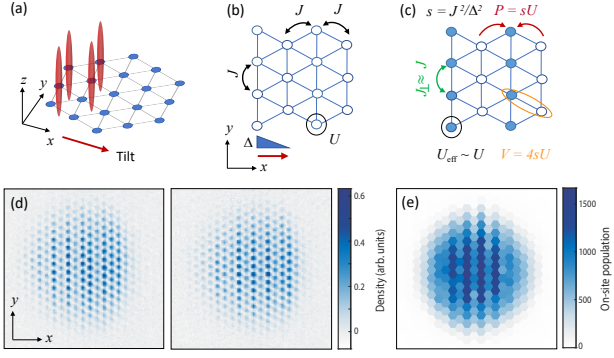 (a)
z
y
x
Tilt
(b)
J
J
J
y
Δ
x
U
(c) s = J²/Δ²
P = sU
J⊥ ≈ J
U_eff ~ U
V = 4sU
(d)
y
x
0.6
0.4
0.2
0
Density (arb.units)
(e)
1500
1000
500
0
On-site population